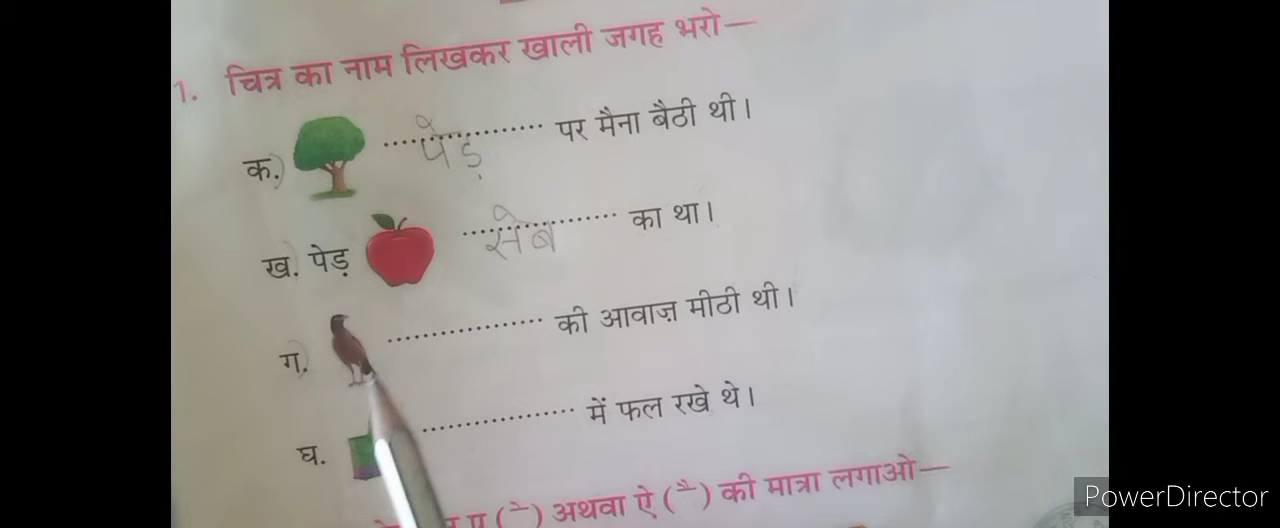 1. चित्र का नाम लिखकर खाली जगह भरो—
क.) पेड़ ................ पर मैना बैठी थी।
ख. पेड़ सेब ................ का था।
ग.) ................ की आवाज़ मीठी थी।
घ. ................ में फल रखे थे।
ए (े) अथवा ऐ (ै) की मात्रा लगाओ—
PowerDirector